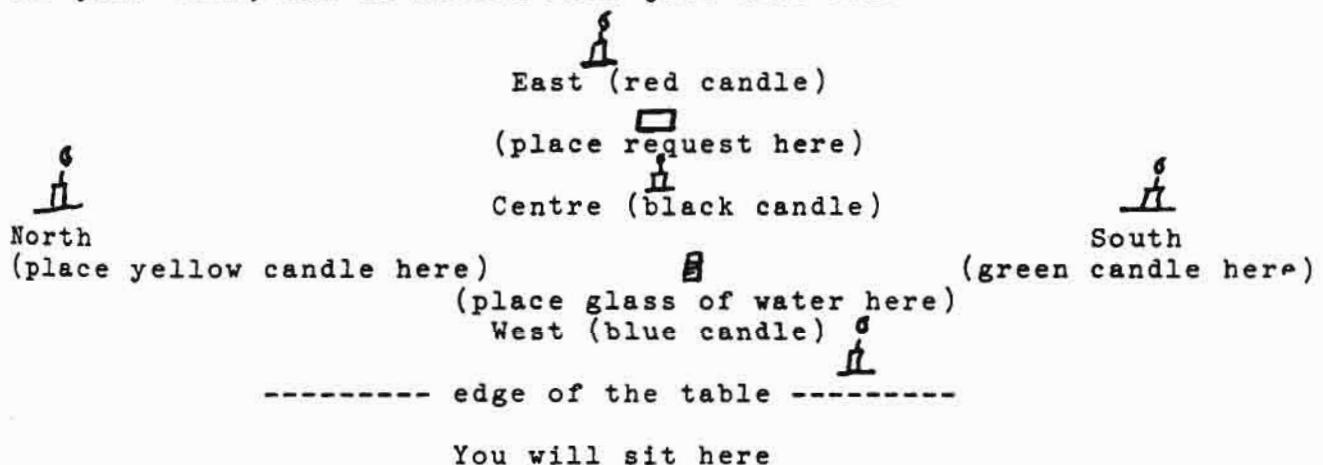 East (red candle)
(place request here)
Centre (black candle)
North South
(place yellow candle here) (green candle here)
(place glass of water here)
West (blue candle)
--------- edge of the table ---------
You will sit here